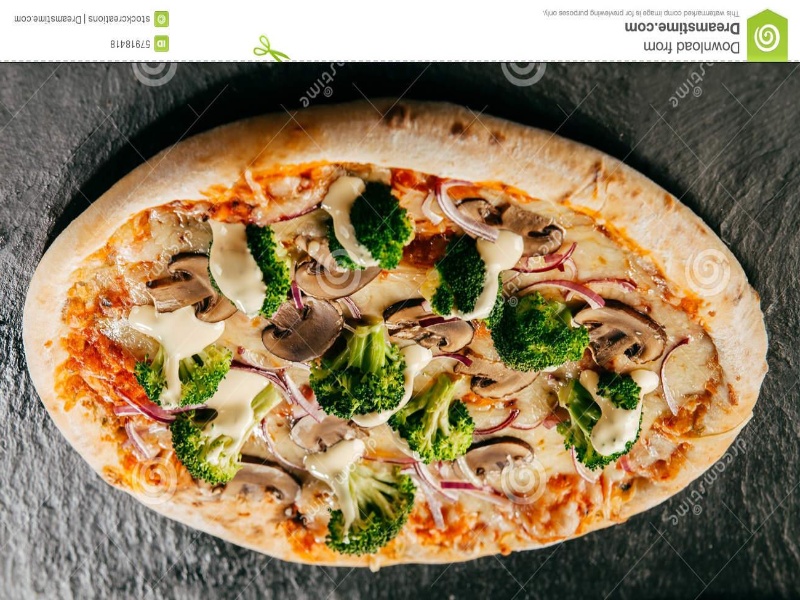 Download from
Dreamstime.com
This watermarked comp image is for previewing purposes only.
ID 57918418
stockcreations | Dreamstime.com